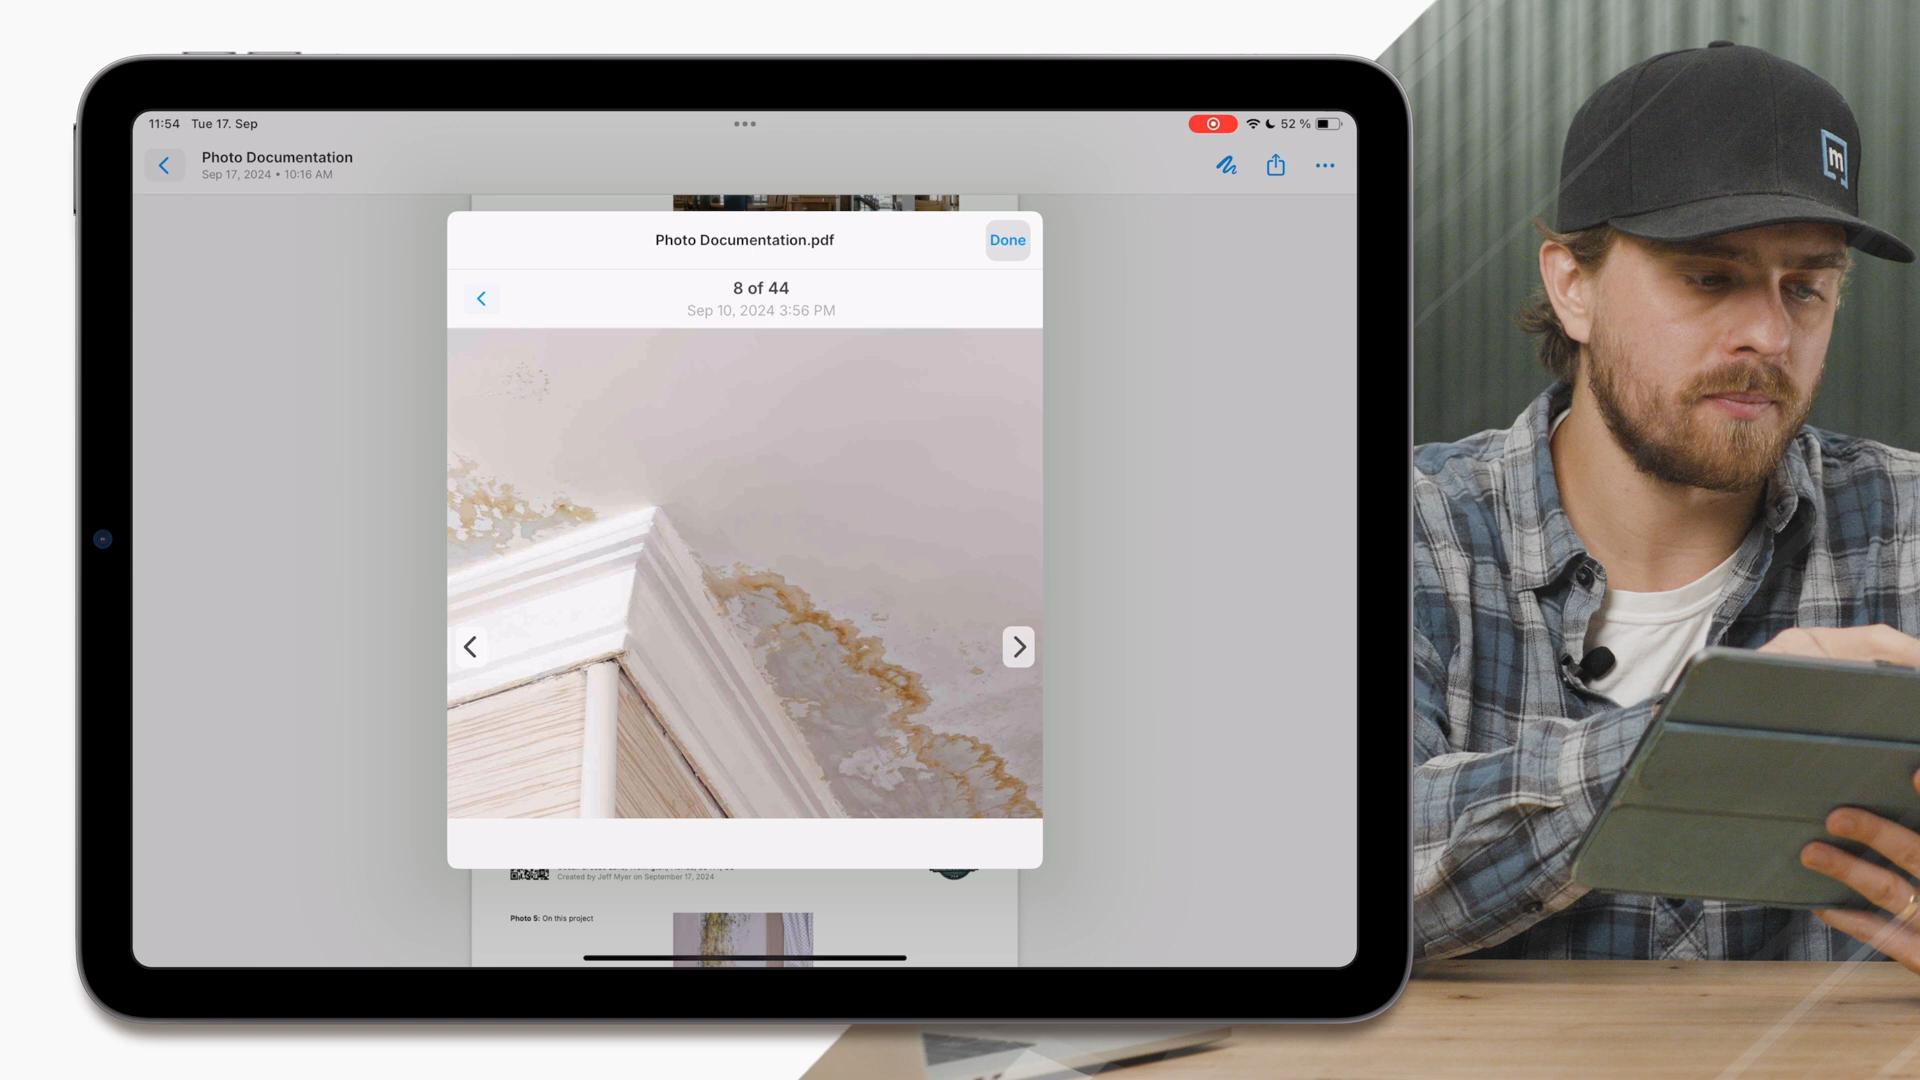 11:54 Tue 17. Sep
52 %
Photo Documentation
Sep 17, 2024 • 10:16 AM
Photo Documentation.pdf
Done
8 of 44
Sep 10, 2024 3:56 PM
Created by Jeff Myer on September 17, 2024
Photo 5: On this project
m